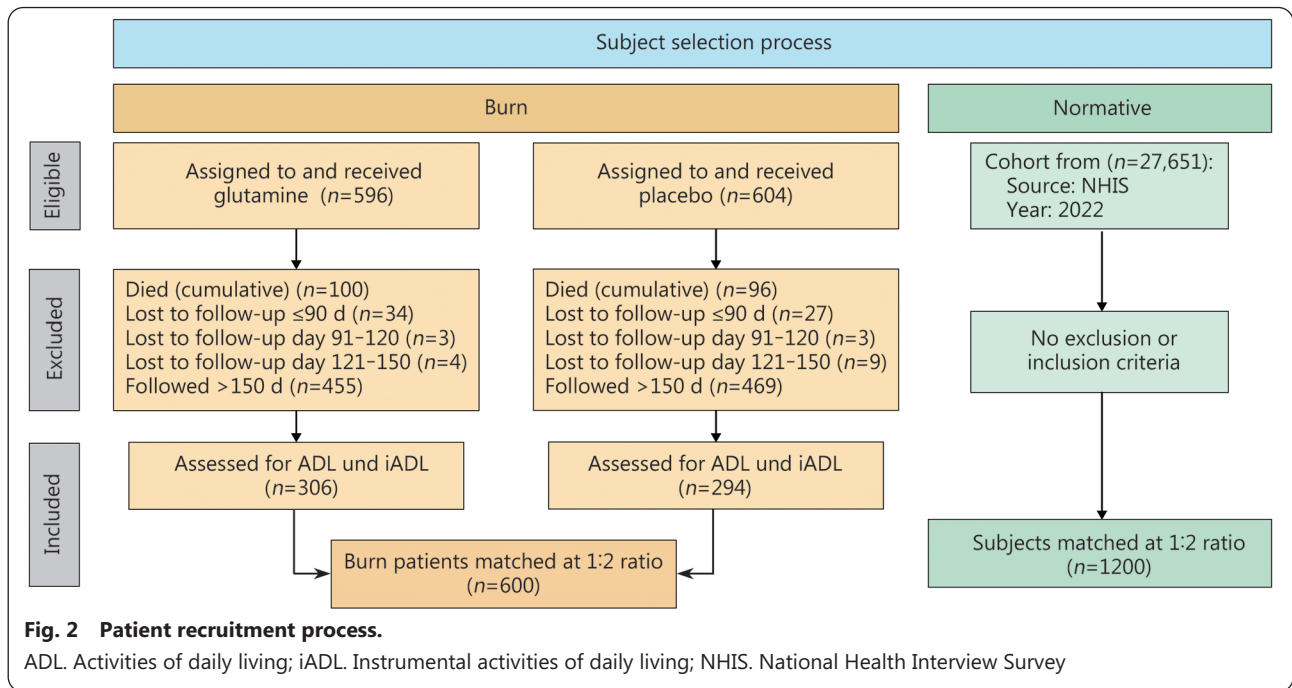 Subject selection process
Burn
Normative
Eligible
Assigned to and received
glutamine (n=596)
Assigned to and received
placebo (n=604)
Cohort from (n=27,651):
Source: NHIS
Year: 2022
Excluded
Died (cumulative) (n=100)
Lost to follow-up ≤90 d (n=34)
Lost to follow-up day 91–120 (n=3)
Lost to follow-up day 121–150 (n=4)
Followed >150 d (n=455)
Died (cumulative) (n=96)
Lost to follow-up ≤90 d (n=27)
Lost to follow-up day 91–120 (n=3)
Lost to follow-up day 121–150 (n=9)
Followed >150 d (n=469)
No exclusion or
inclusion criteria
Included
Assessed for ADL und iADL
(n=306)
Assessed for ADL und iADL
(n=294)
Burn patients matched at 1:2 ratio
(n=600)
Subjects matched at 1:2 ratio
(n=1200)
Fig. 2 Patient recruitment process.
ADL. Activities of daily living; iADL. Instrumental activities of daily living; NHIS. National Health Interview Survey